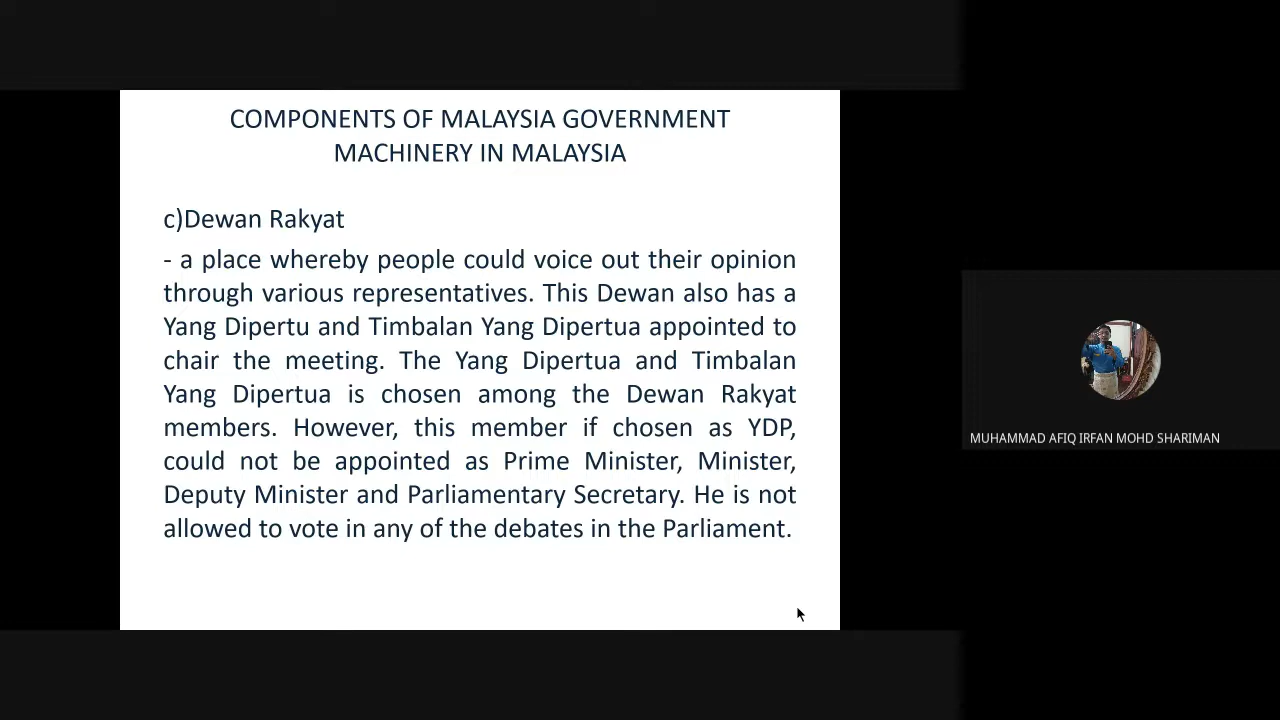 COMPONENTS OF MALAYSIA GOVERNMENT
MACHINERY IN MALAYSIA
c)Dewan Rakyat
- a place whereby people could voice out their opinion
through various representatives. This Dewan also has a
Yang Dipertu and Timbalan Yang Dipertua appointed to
chair the meeting. The Yang Dipertua and Timbalan
Yang Dipertua is chosen among the Dewan Rakyat
members. However, this member if chosen as YDP,
could not be appointed as Prime Minister, Minister,
Deputy Minister and Parliamentary Secretary. He is not
allowed to vote in any of the debates in the Parliament.
MUHAMMAD AFIQ IRFAN MOHD SHARIMAN